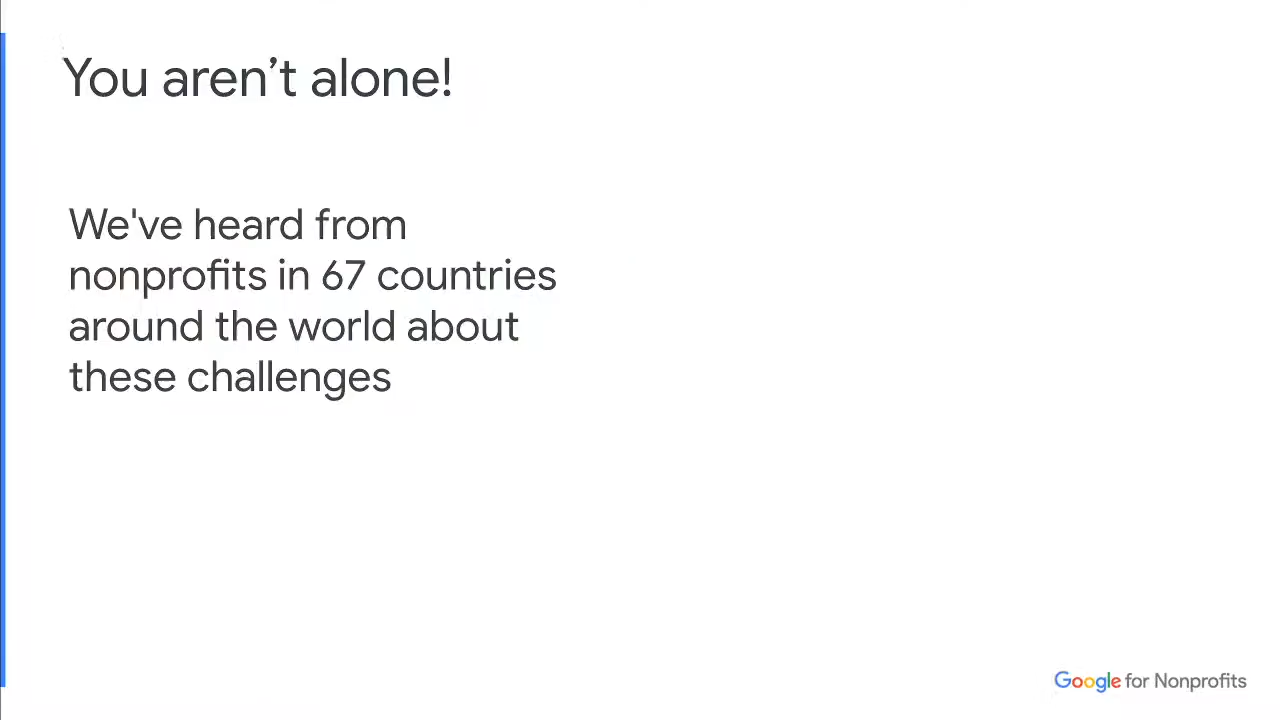 You aren’t alone!
We've heard from
nonprofits in 67 countries
around the world about
these challenges
Google for Nonprofits